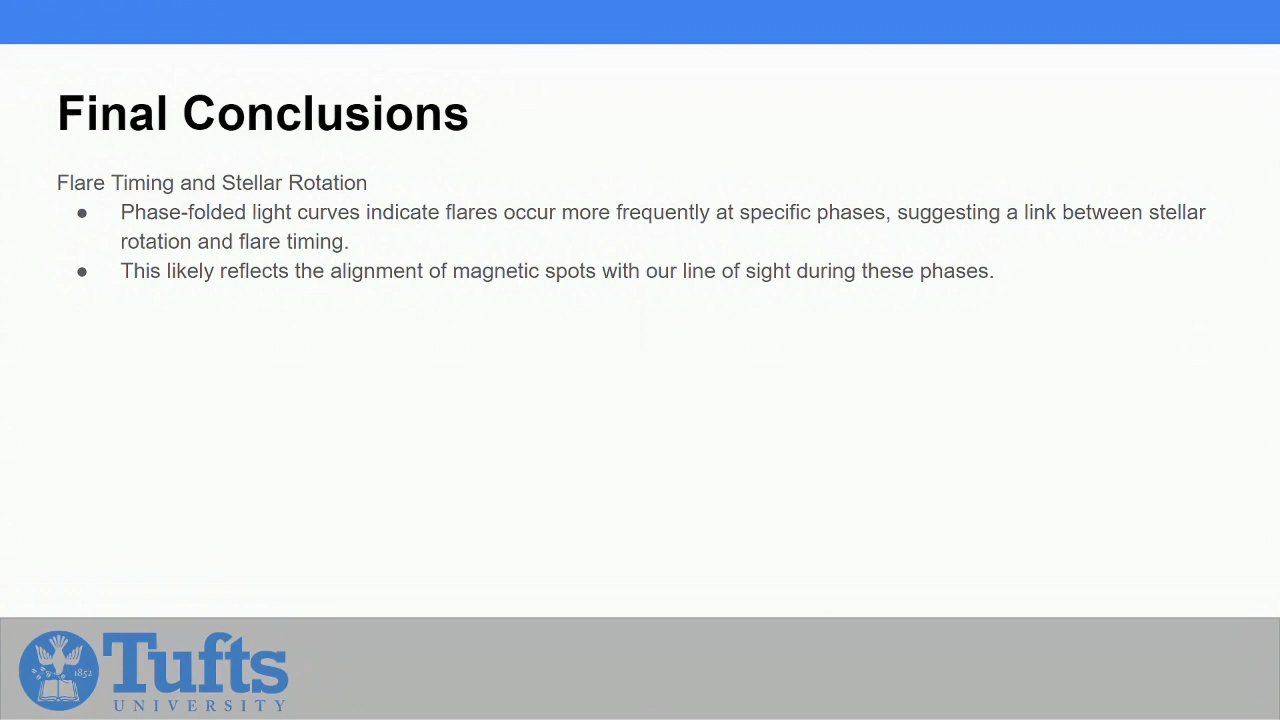 Final Conclusions
Flare Timing and Stellar Rotation
● Phase-folded light curves indicate flares occur more frequently at specific phases, suggesting a link between stellar
rotation and flare timing.
● This likely reflects the alignment of magnetic spots with our line of sight during these phases.
1852
Tufts
UNIVERSITY